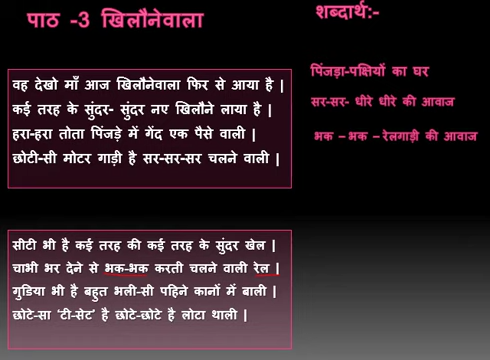 पाठ -3 खिलौनेवाला
वह देखो माँ आज खिलौनेवाला फिर से आया है |
कई तरह के सुंदर- सुंदर नए खिलौने लाया है |
हरा-हरा तोता पिंजड़े में गेंद एक पैसे वाली |
छोटी-सी मोटर गाड़ी है सर-सर-सर चलने वाली |
सीटी भी है कई तरह की कई तरह के सुंदर खेल |
चाभी भर देने से भक-भक करती चलने वाली रेल |
गुडिया भी है बहुत भली-सी पहिने कानों में बाली |
छोटे-सा 'टी-सेट' है छोटे-छोटे है लोटा थाली |
शब्दार्थ:-
पिंजड़ा-पक्षियों का घर
सर-सर- धीरे धीरे की आवाज
भक – भक – रेलगाड़ी की आवाज